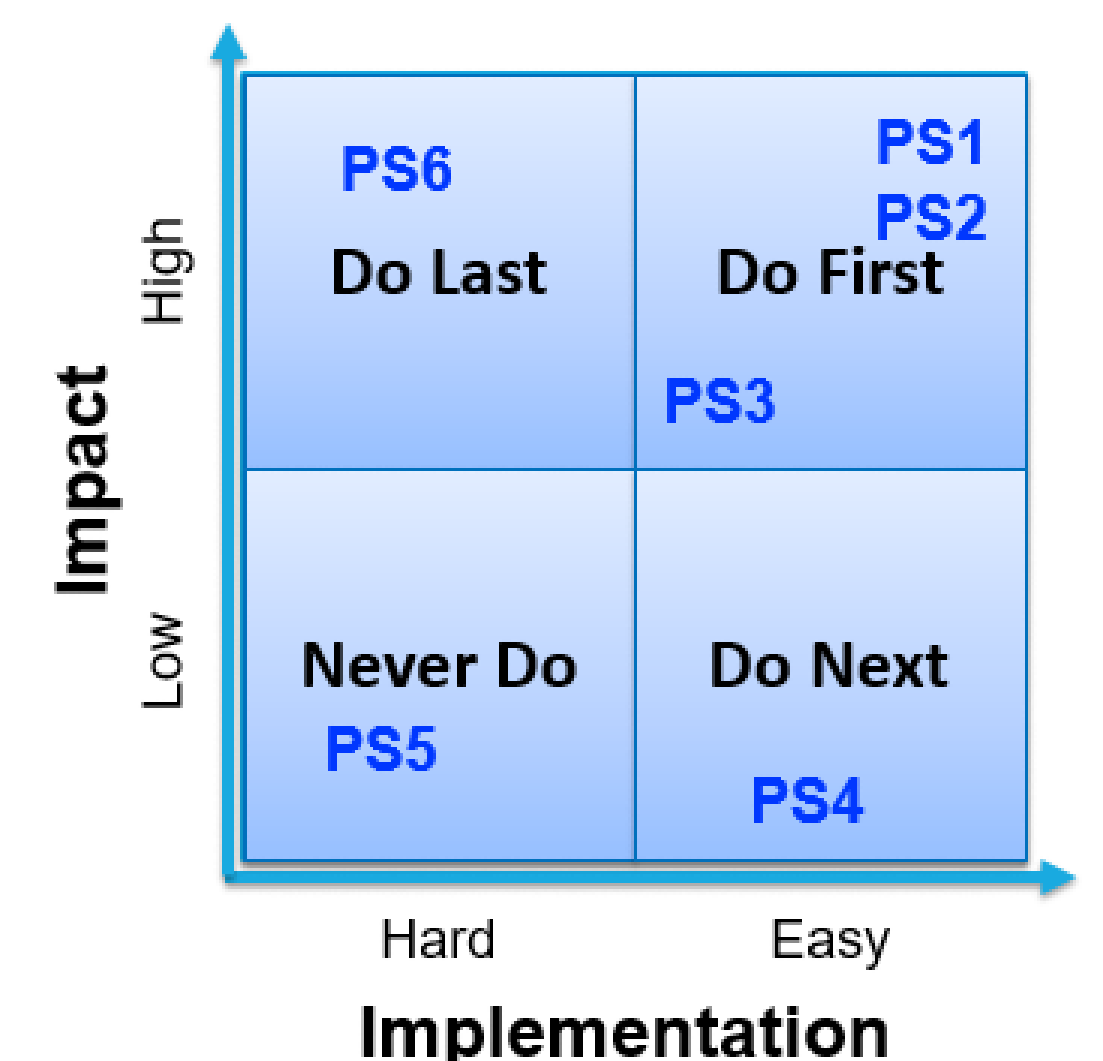 PS6
Do Last
PS1
PS2
Do First
PS3
Never Do
PS5
Do Next
PS4
High
Impact
Low
Hard
Easy
Implementation